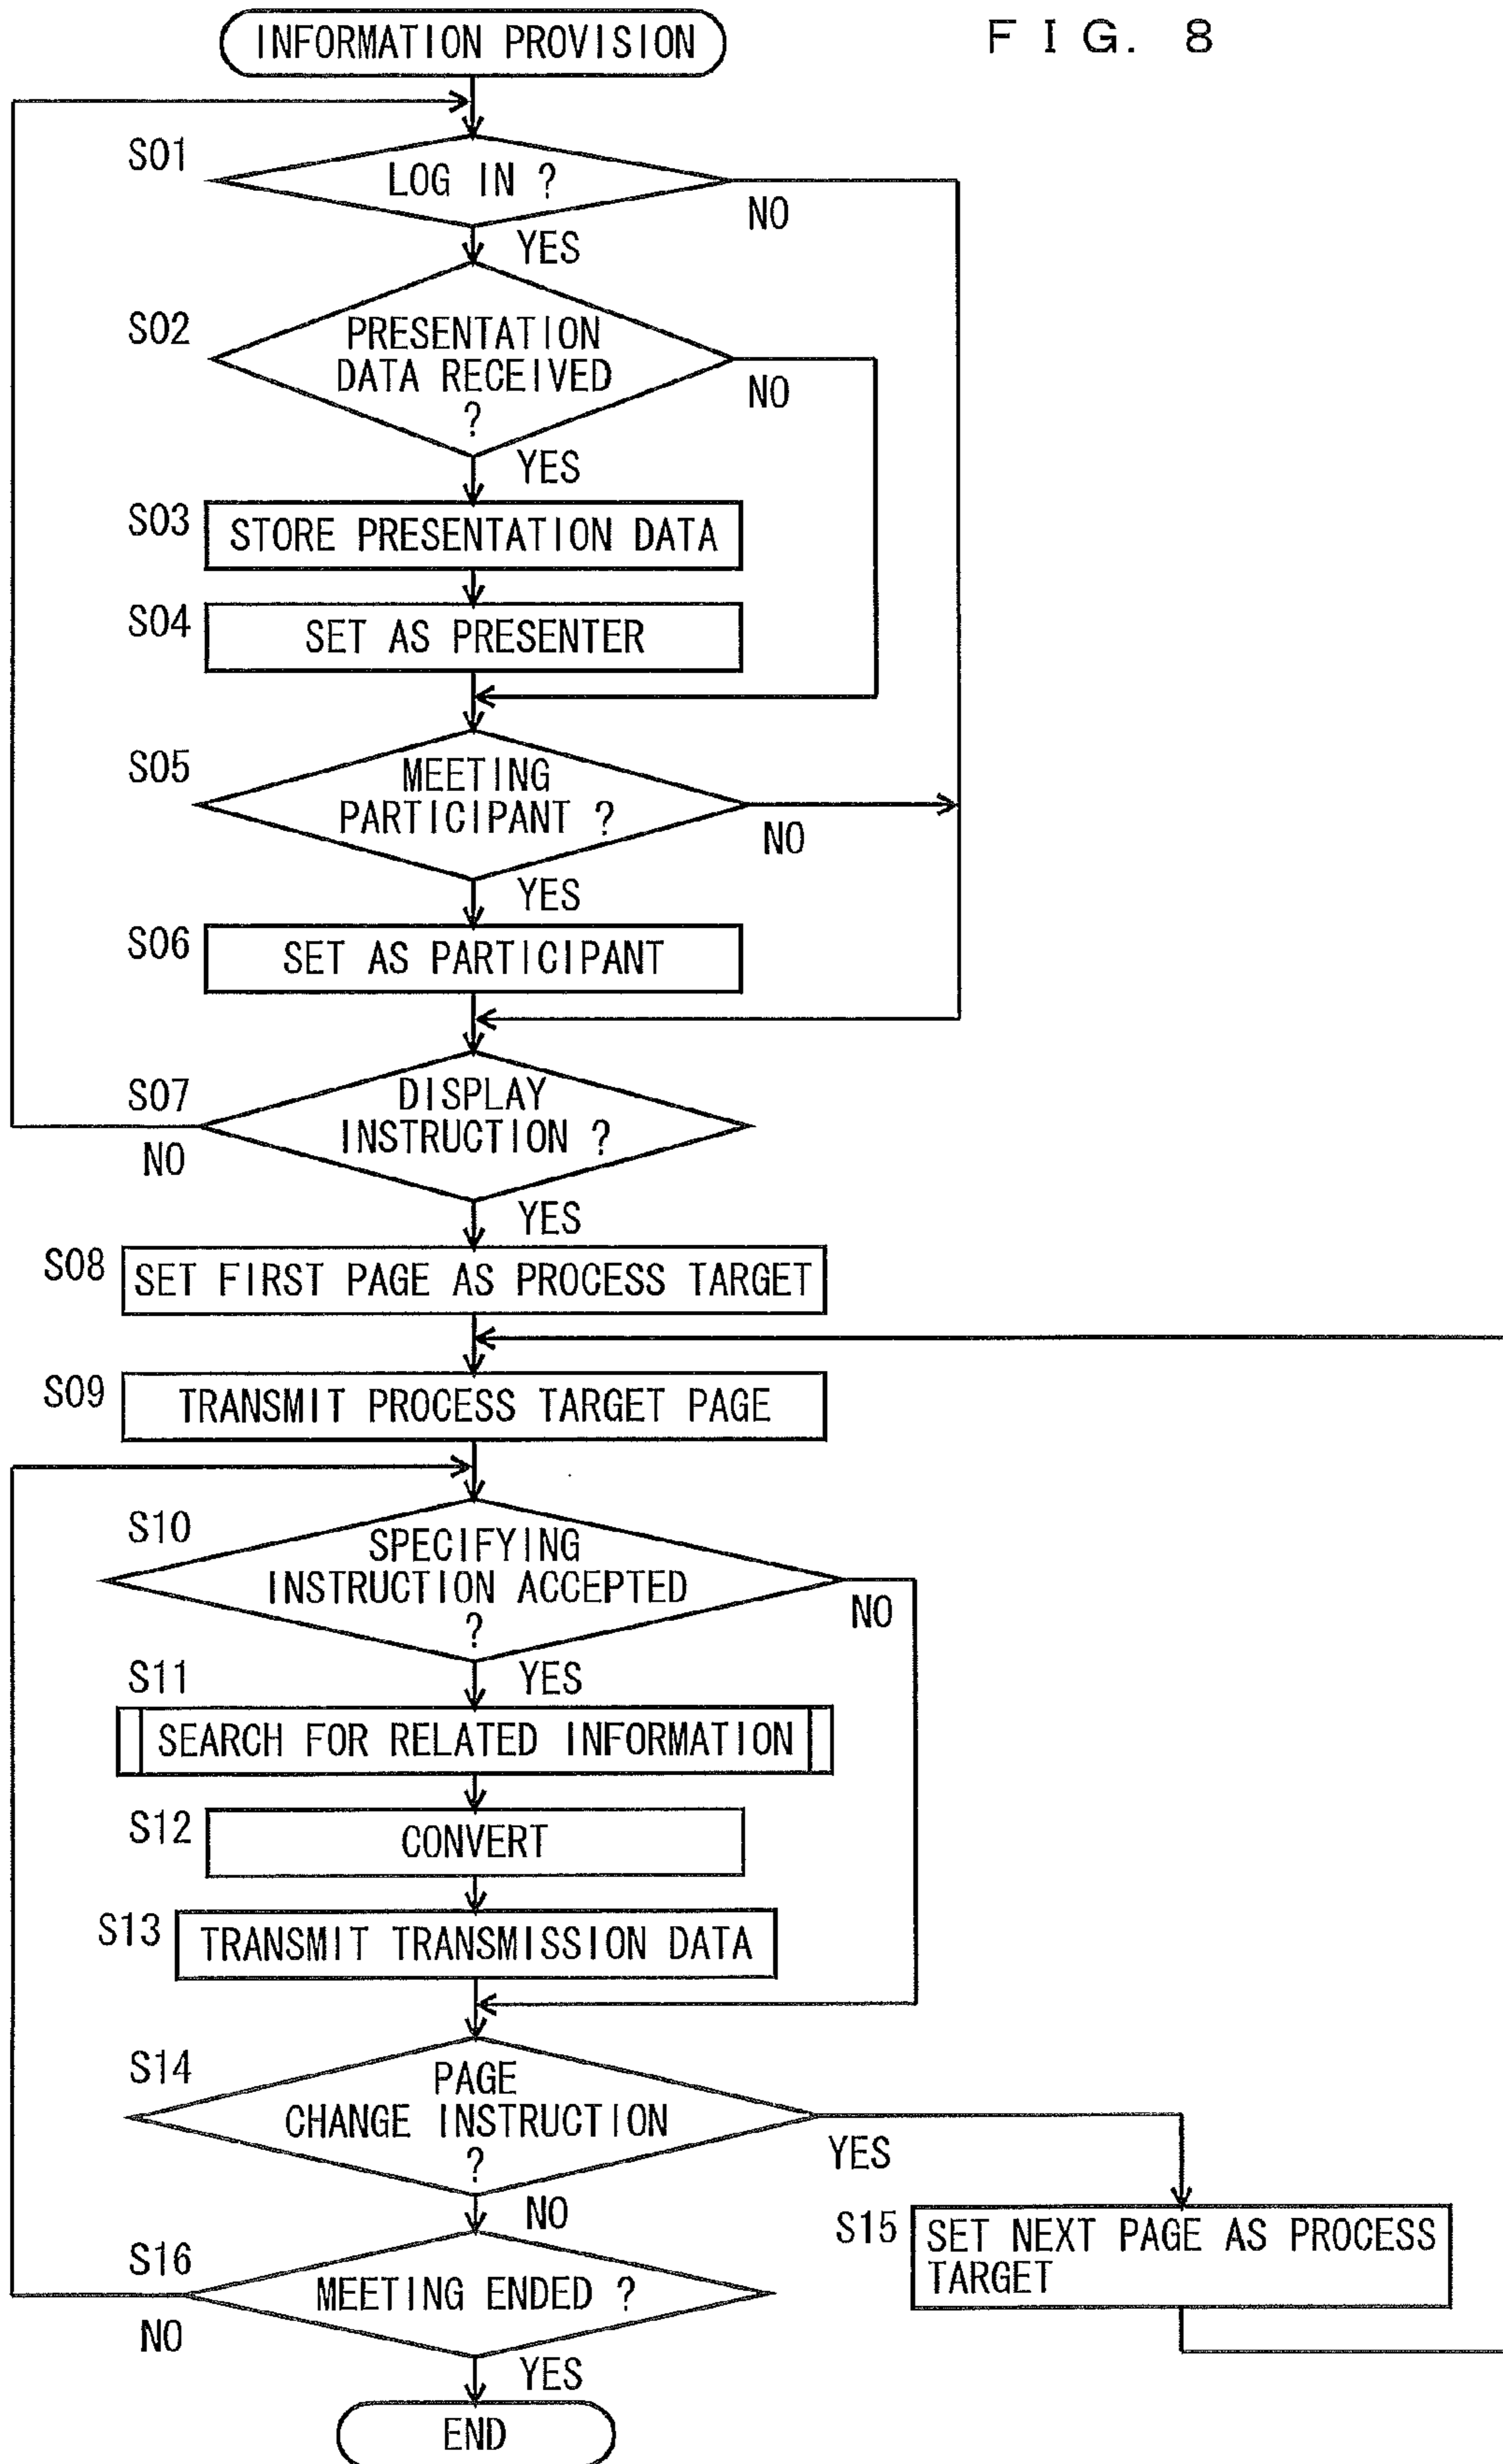 INFORMATION PROVISION
FIG. 8
S01
LOG IN ?
NO
YES
S02
PRESENTATION
DATA RECEIVED
?
NO
YES
S03
STORE PRESENTATION DATA
S04
SET AS PRESENTER
S05
MEETING
PARTICIPANT ?
NO
YES
S06
SET AS PARTICIPANT
S07
DISPLAY
INSTRUCTION ?
NO
YES
S08
SET FIRST PAGE AS PROCESS TARGET
S09
TRANSMIT PROCESS TARGET PAGE
S10
SPECIFYING
INSTRUCTION ACCEPTED
?
NO
YES
S11
SEARCH FOR RELATED INFORMATION
S12
CONVERT
S13
TRANSMIT TRANSMISSION DATA
S14
PAGE
CHANGE INSTRUCTION
?
YES
NO
S15
SET NEXT PAGE AS PROCESS
TARGET
S16
MEETING ENDED ?
NO
YES
END